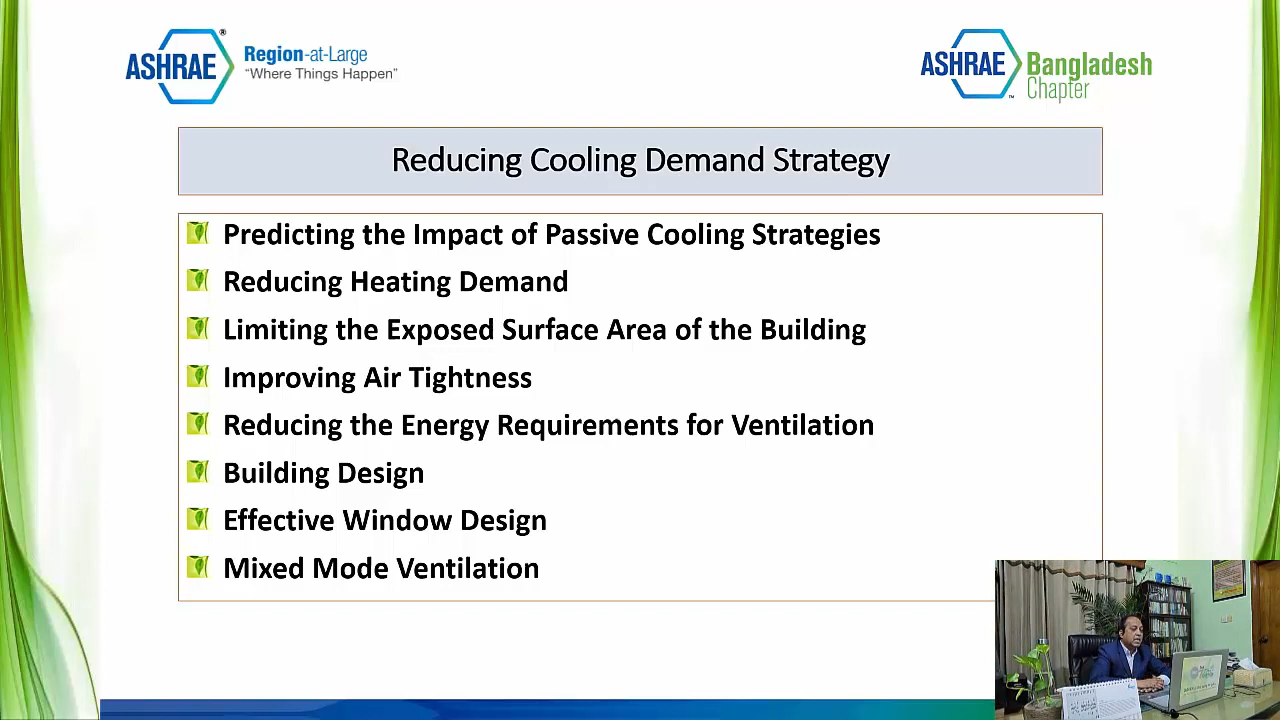 ASHRAE®
Region-at-Large
"Where Things Happen"
ASHRAE™
Bangladesh
Chapter
Reducing Cooling Demand Strategy
Predicting the Impact of Passive Cooling Strategies
Reducing Heating Demand
Limiting the Exposed Surface Area of the Building
Improving Air Tightness
Reducing the Energy Requirements for Ventilation
Building Design
Effective Window Design
Mixed Mode Ventilation